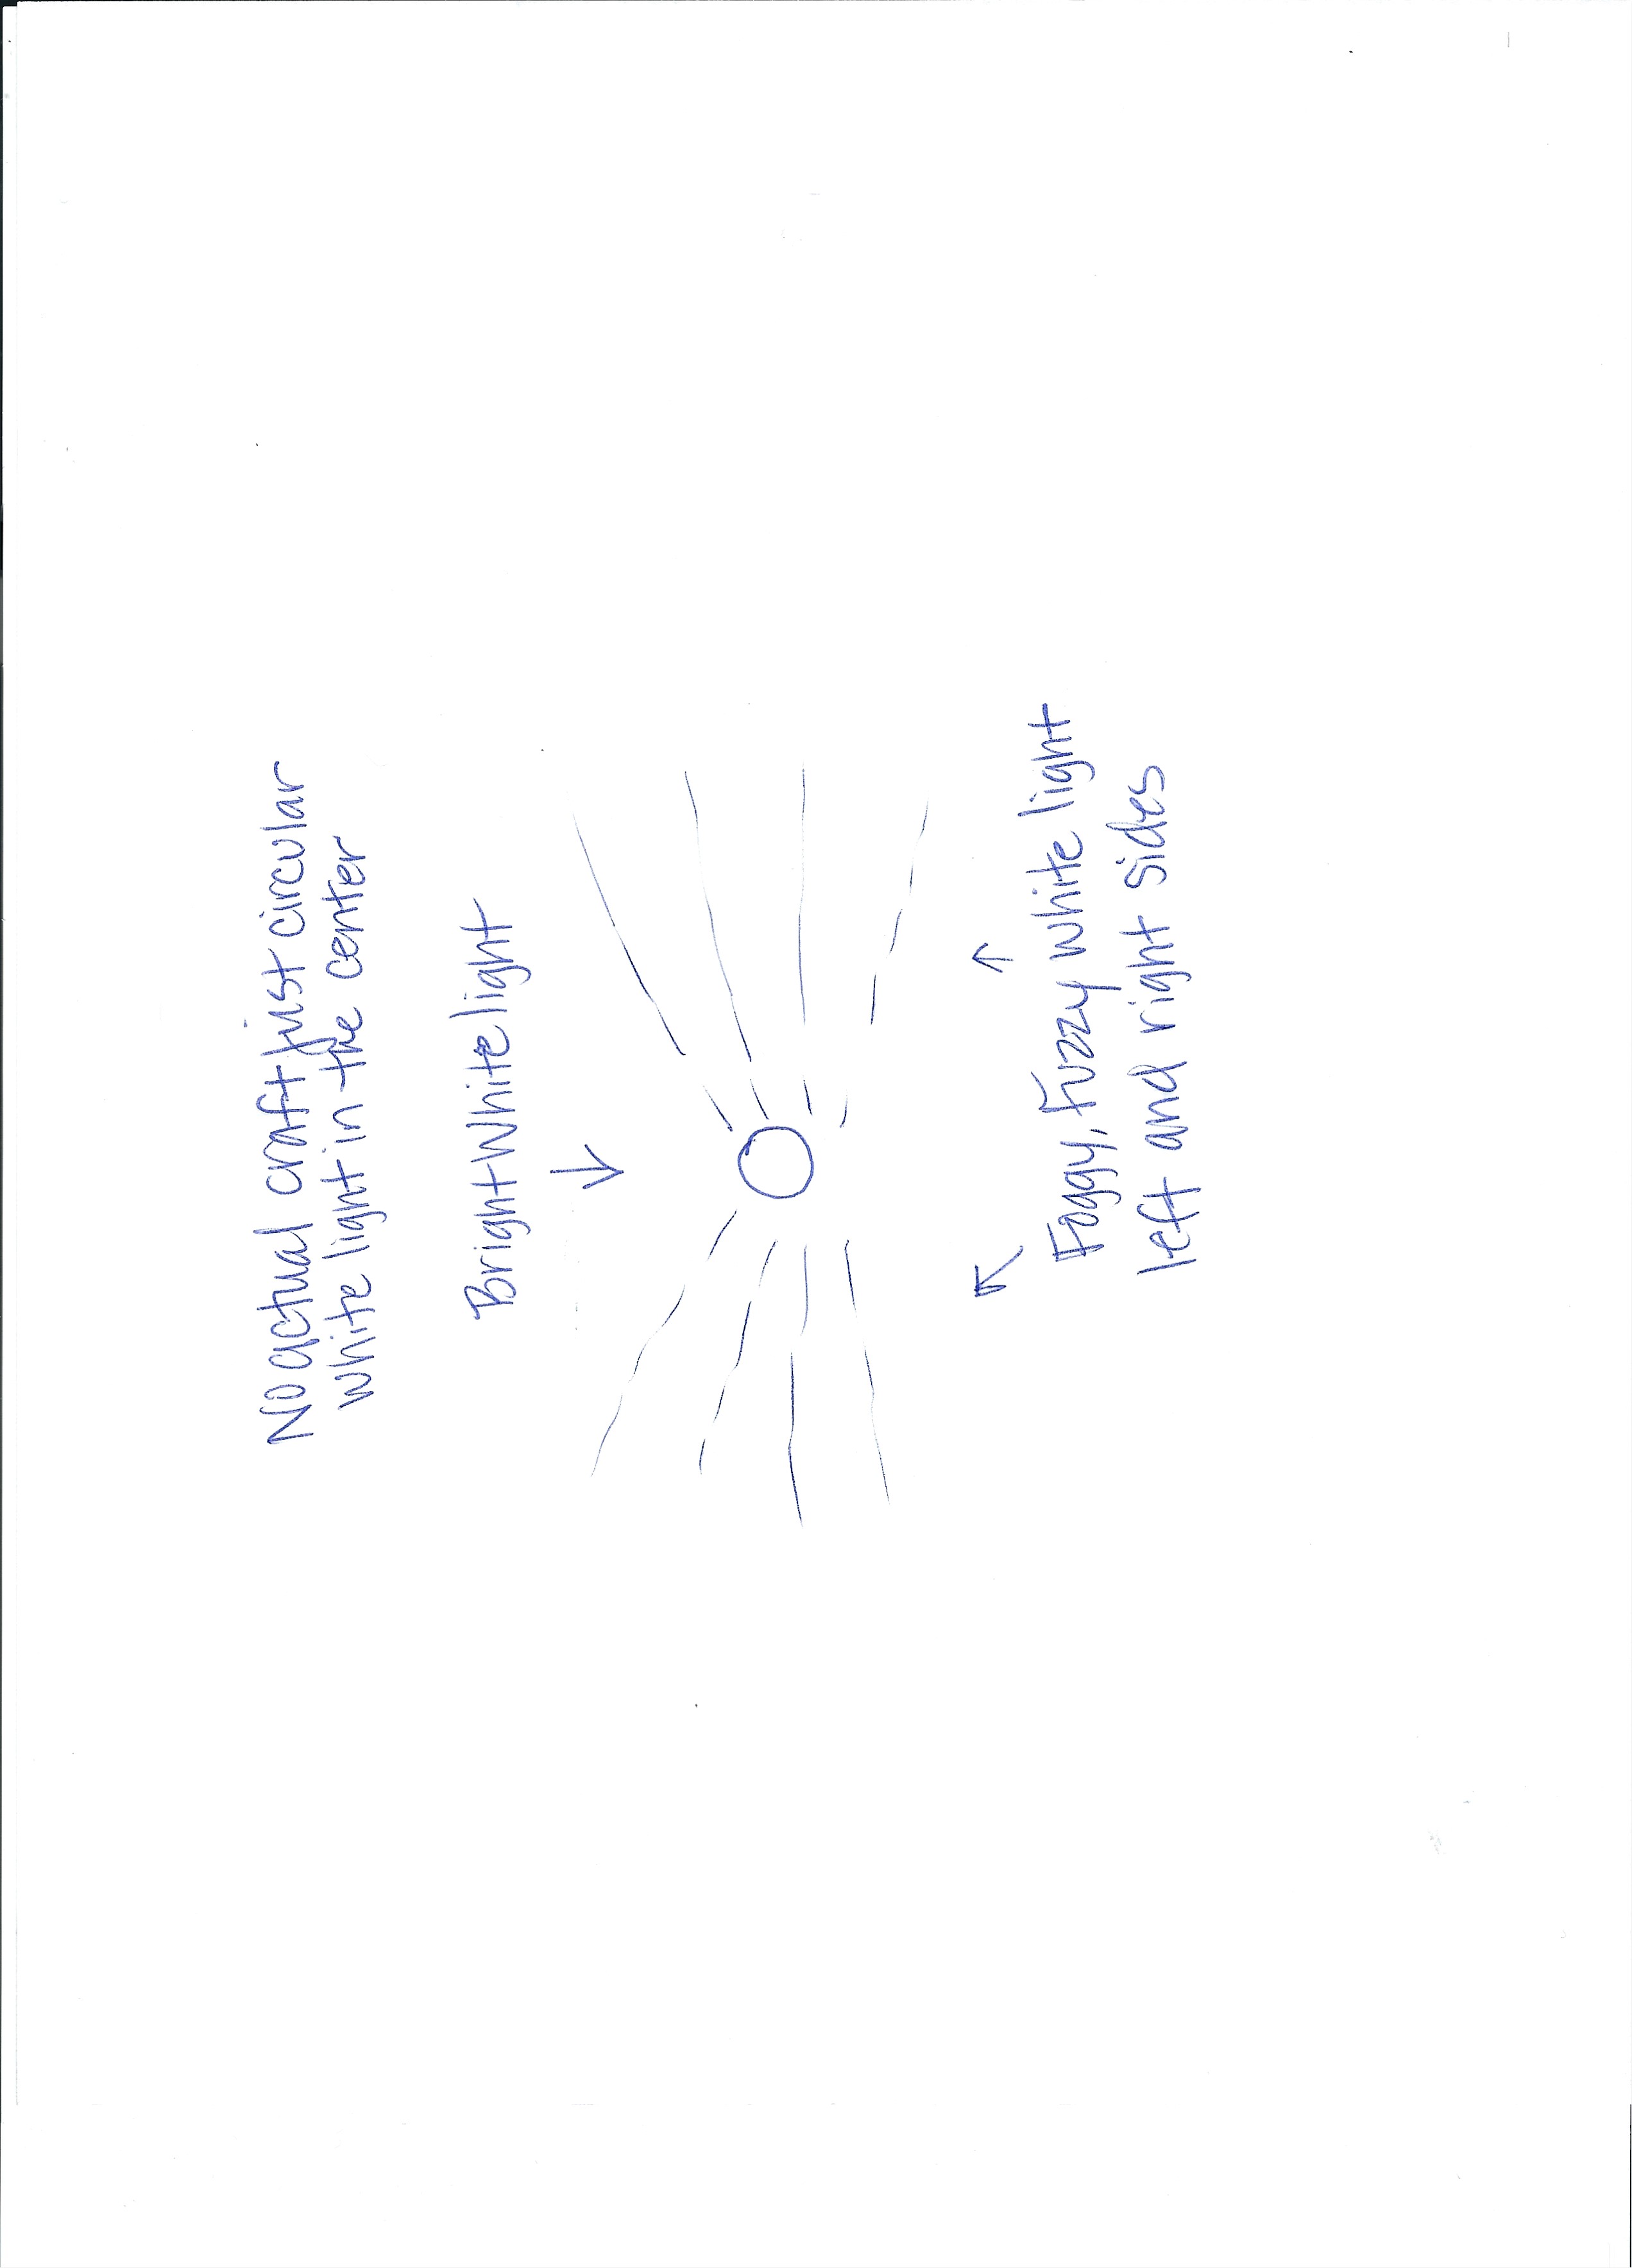 No actual craft just circular
white light in the center
Bright White light
Foggy, Fuzzy white light
left and right sides